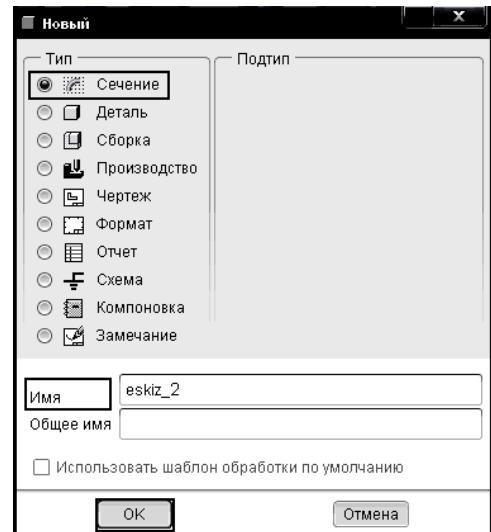 Новый
x
Тип
Подтип
Сечение
Деталь
Сборка
Производство
Чертеж
Формат
Отчет
Схема
Компоновка
Замечание
Имя eskiz_2
Общее имя
Использовать шаблон обработки по умолчанию
OK Отмена